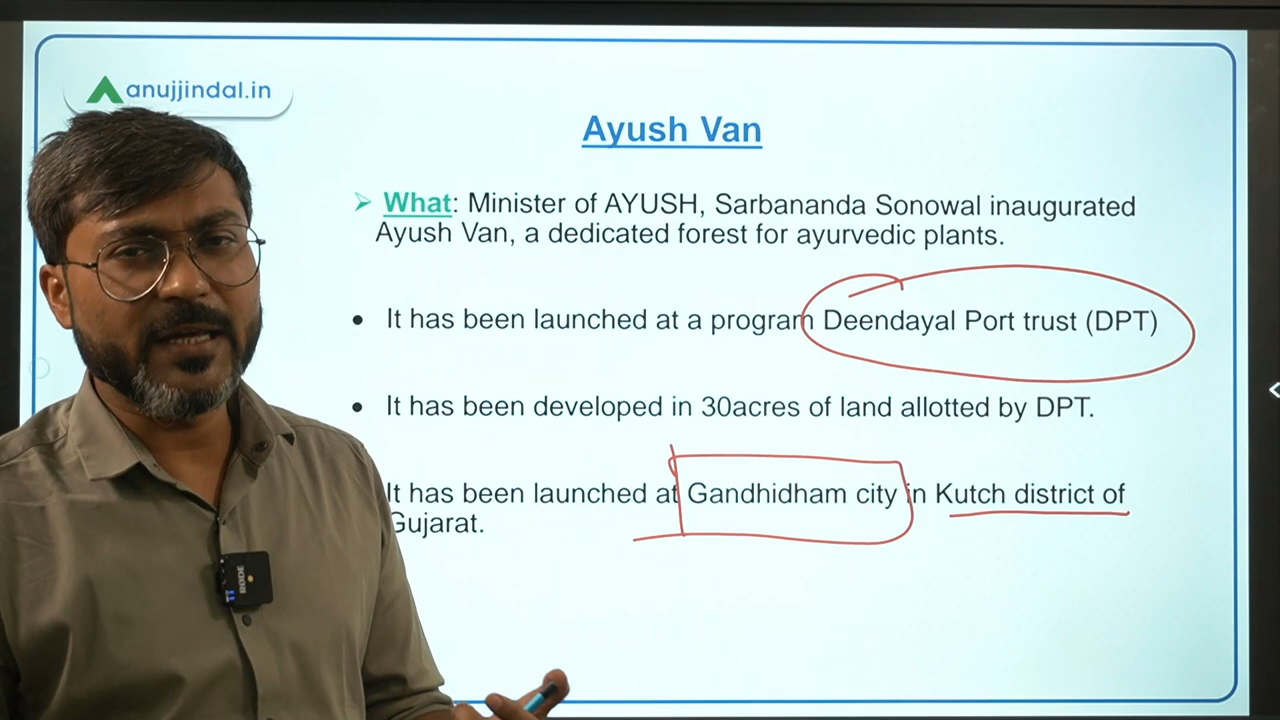 anujjindal.in
Ayush Van
What: Minister of AYUSH, Sarbananda Sonowal inaugurated
Ayush Van, a dedicated forest for ayurvedic plants.
It has been launched at a program Deendayal Port trust (DPT)
It has been developed in 30acres of land allotted by DPT.
It has been launched at Gandhidham city in Kutch district of
Gujarat.
RØDE